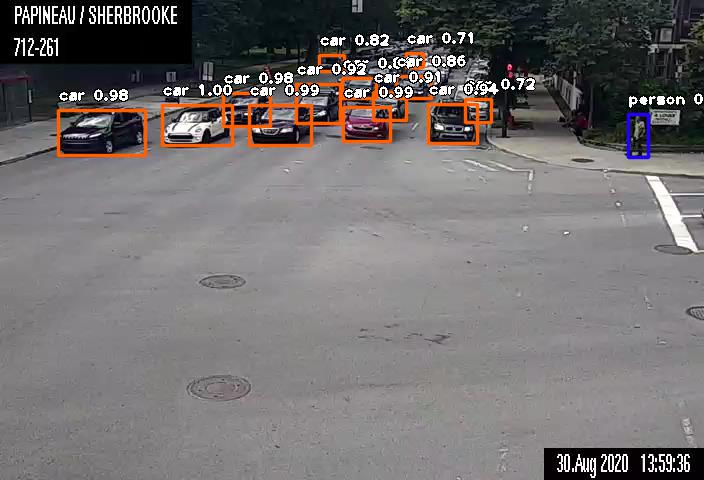 PAPINEAU / SHERBROOKE
712-261
car 0.82
car 0.71
car 0.92
car 0.86
car 0.98
car 0.91
car 0.98
car 1.00
car 0.99
car 0.99
car 0.94
0.72
person 0
30.Aug 2020 13:59:36